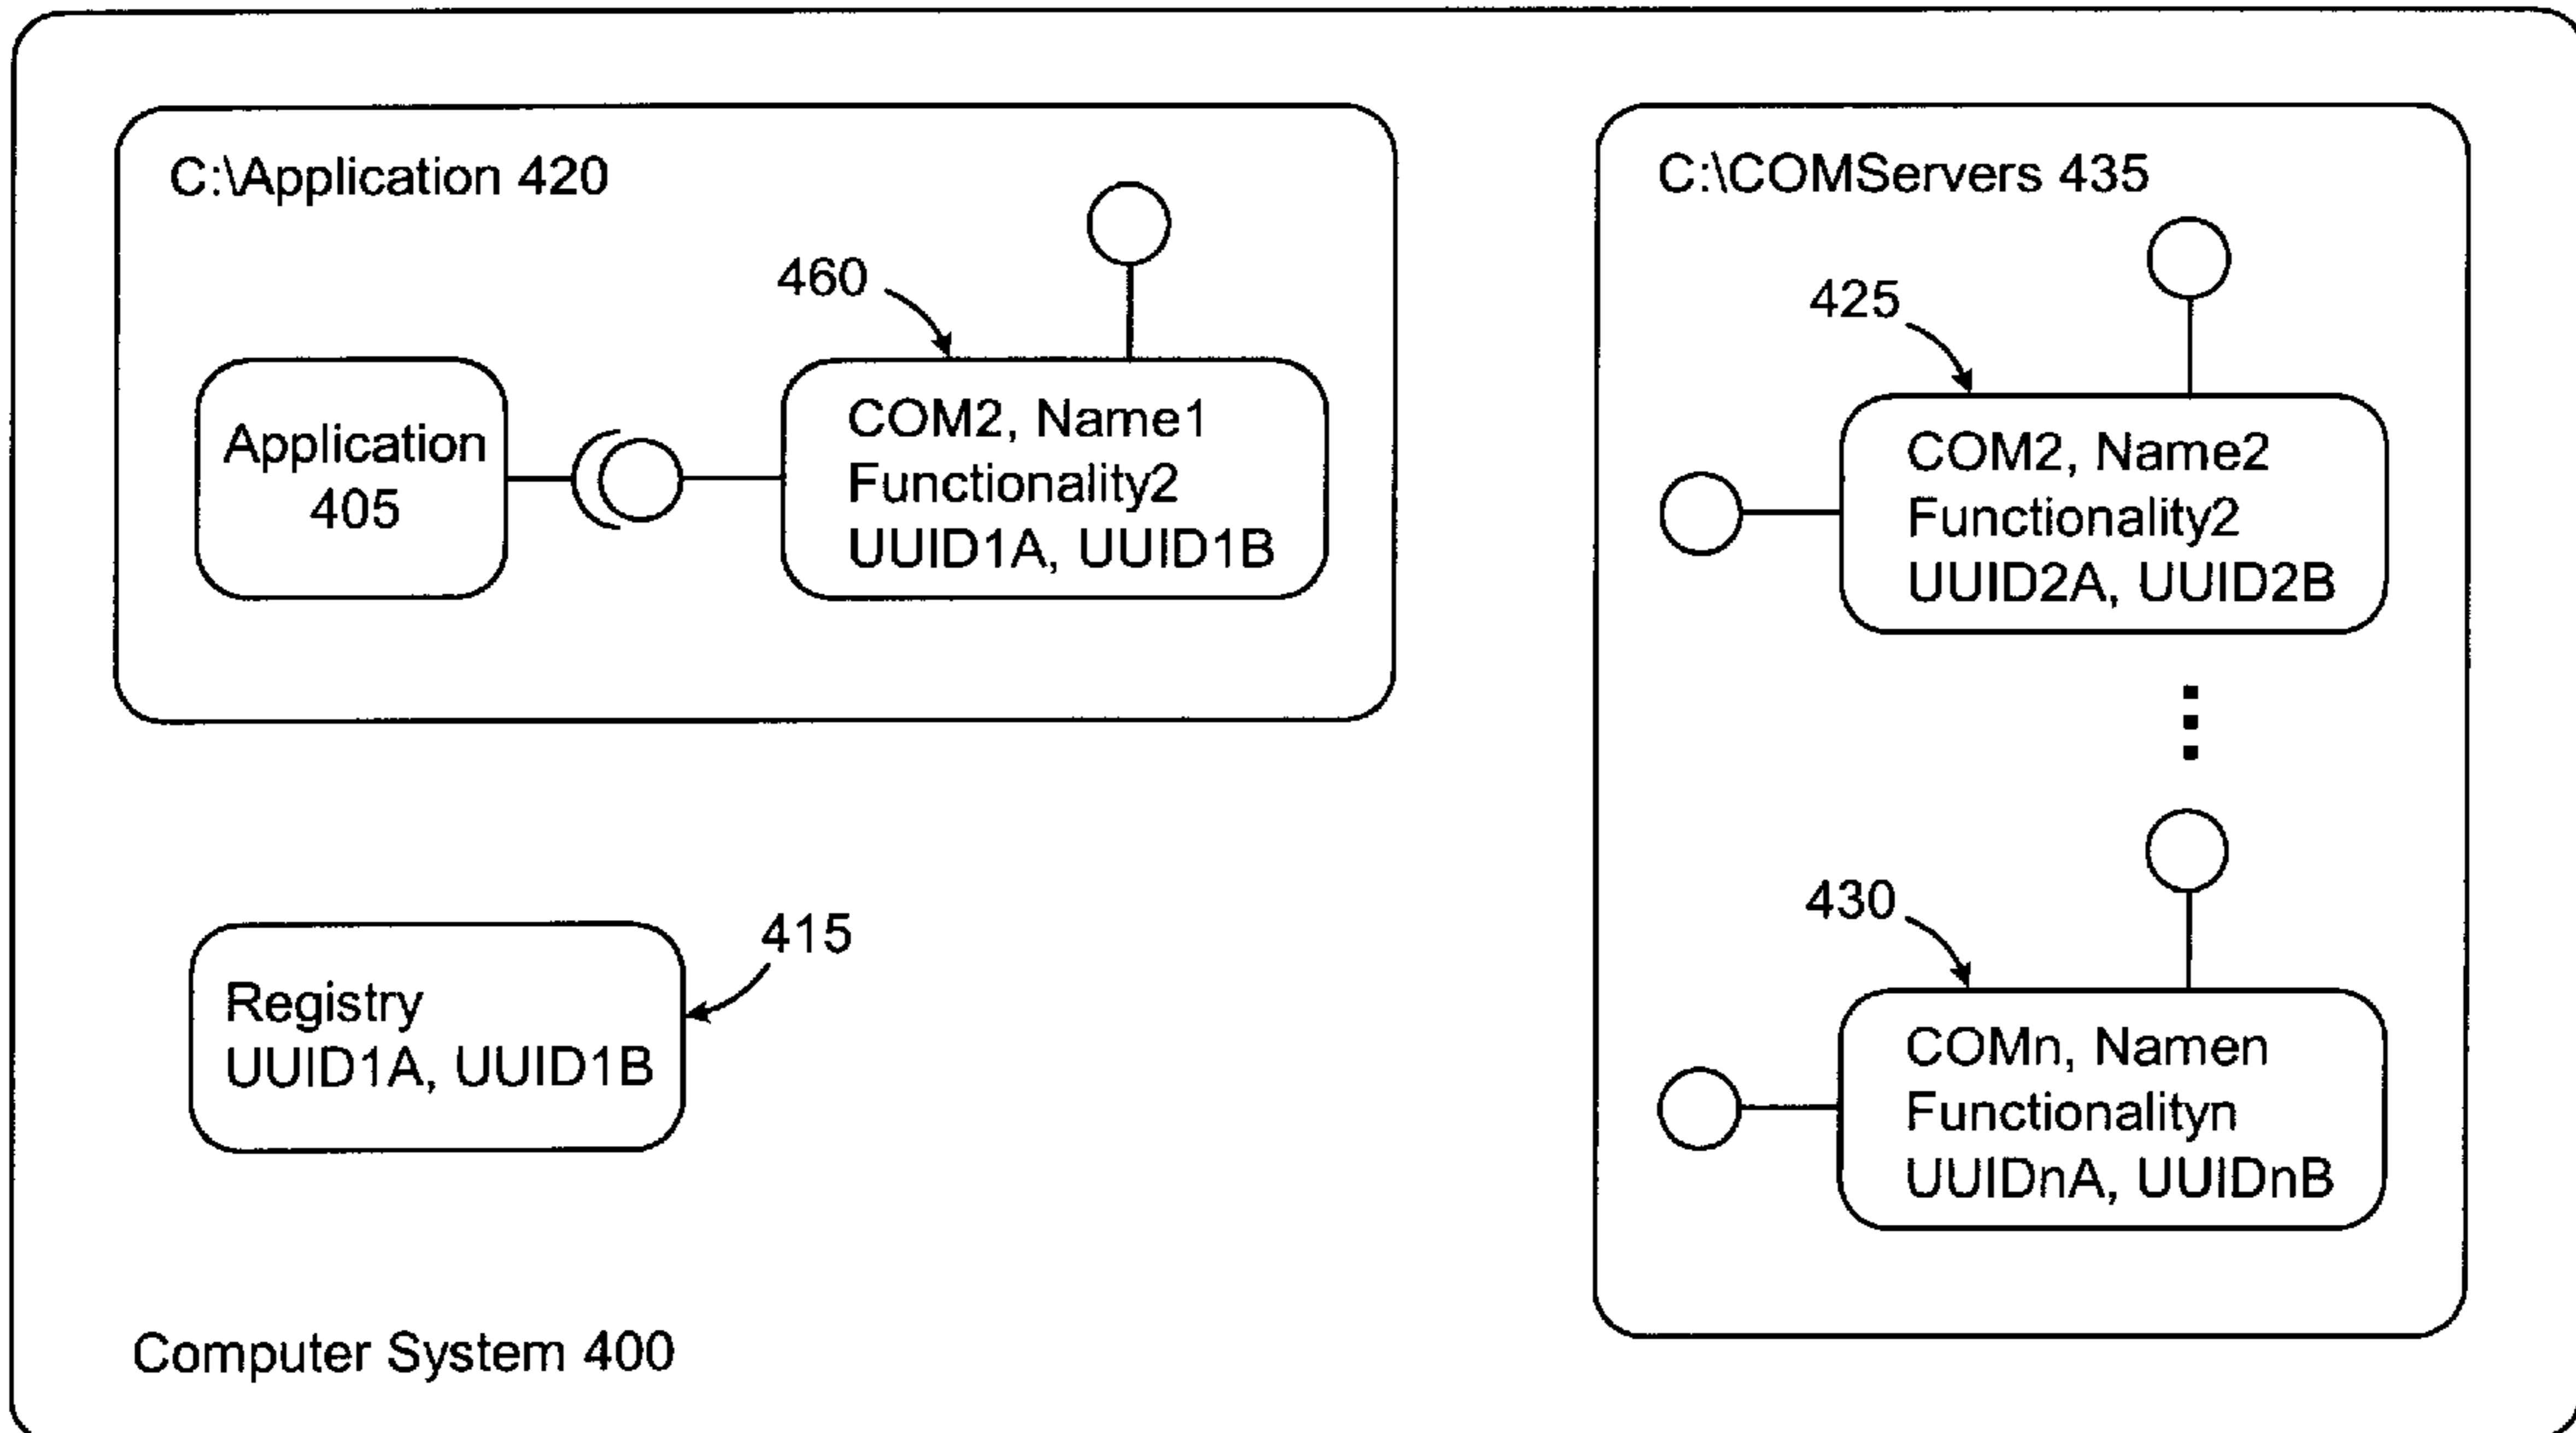 C:\Application 420
460
Application
405
COM2, Name1
Functionality2
UUID1A, UUID1B
C:\COMServers 435
425
COM2, Name2
Functionality2
UUID2A, UUID2B
430
COMn, Namen
Functionalityn
UUIDnA, UUIDnB
415
Registry
UUID1A, UUID1B
Computer System 400